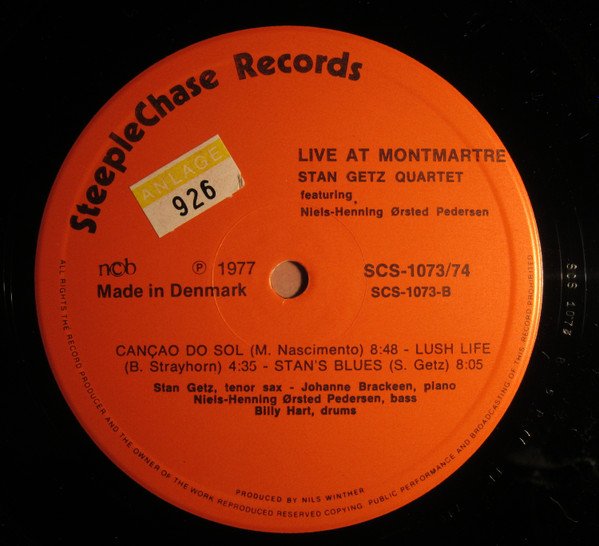 SteepleChase Records
ANLAGE
926
LIVE AT MONTMARTRE
STAN GETZ QUARTET
featuring
Niels-Henning Ørsted Pedersen
ncb
Ⓟ 1977
Made in Denmark
SCS-1073/74
SCS-1073-B
CANÇAO DO SOL (M. Nascimento) 8:48 - LUSH LIFE
(B. Strayhorn) 4:35 - STAN'S BLUES (S. Getz) 8:05
Stan Getz, tenor sax - Johanne Brackeen, piano
Niels-Henning Ørsted Pedersen, bass
Billy Hart, drums
PRODUCED BY NILS WINTHER
ALL RIGHTS THE RECORD PRODUCER AND THE OWNER OF THE WORK REPRODUCED RESERVED COPYING PUBLIC PERFORMANCE AND BROADCASTING OF THIS RECORD PROHIBITED